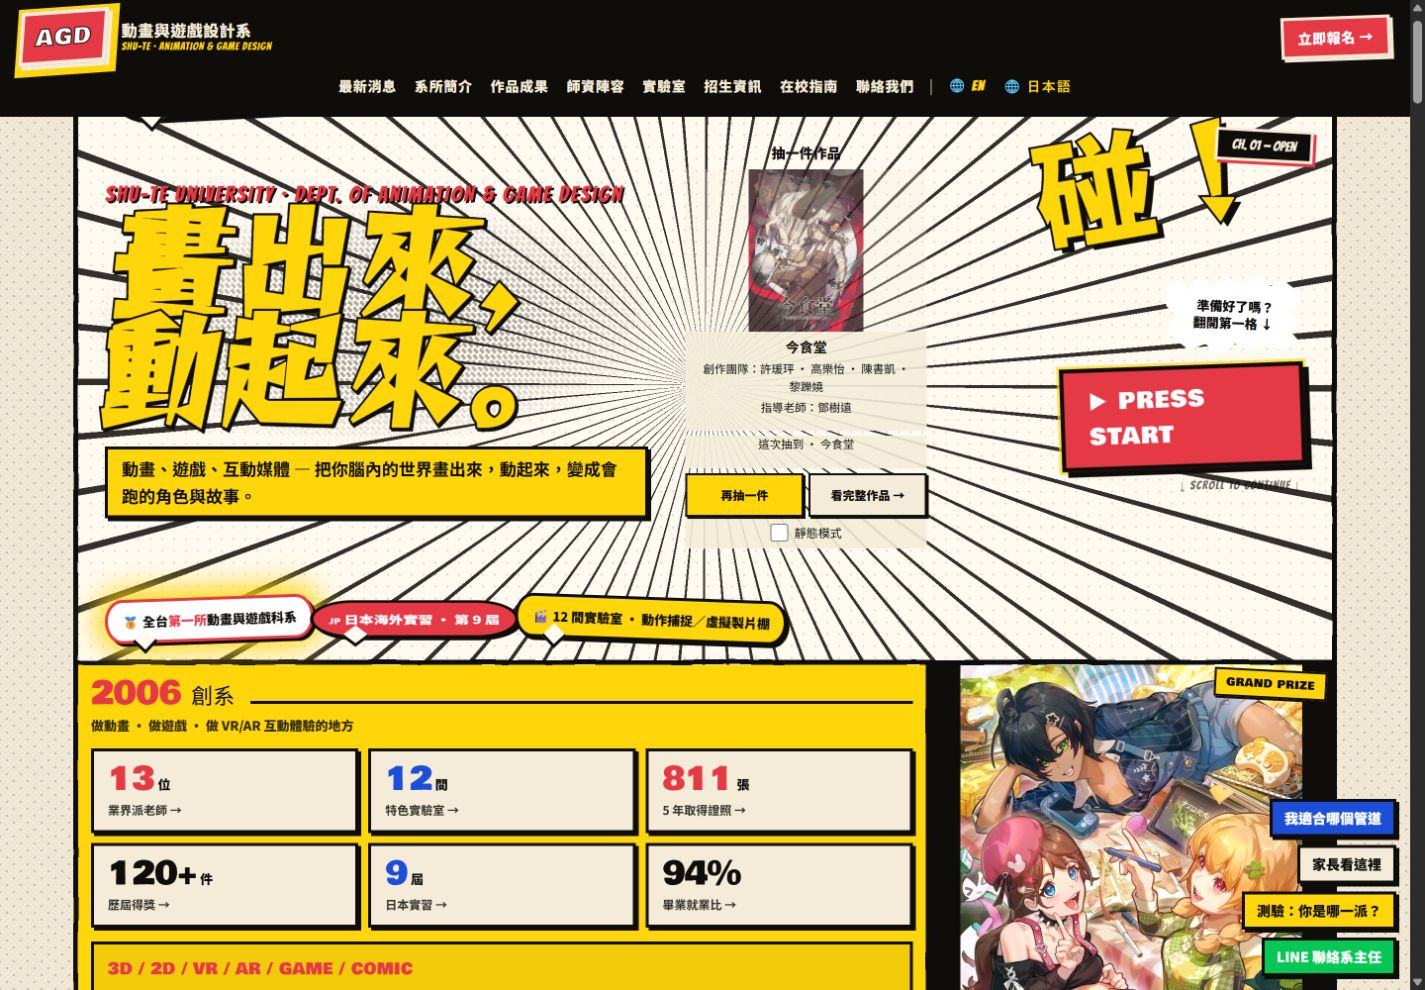 AGD
動畫與遊戲設計系
SHU-TE · ANIMATION & GAME DESIGN
立即報名 →
最新消息 系所簡介 作品成果 師資陣容 實驗室 招生資訊 在校指南 聯絡我們 | EN 日本語
CH. 01 — OPEN
碰！
SHU-TE UNIVERSITY · DEPT. OF ANIMATION & GAME DESIGN
畫出來，
動起來。
動畫、遊戲、互動媒體 — 把你腦內的世界畫出來，動起來，變成會
跑的角色與故事。
抽一件作品
今食堂
今食堂
創作團隊：許瑗玶 · 高樂怡 · 陳書凱 ·
黎躒嬈
指導老師：鄧樹遠
這次抽到 · 今食堂
再抽一件
看完整作品 →
靜態模式
準備好了嗎？
翻開第一格 ↓
▶ PRESS
START
↓ SCROLL TO CONTINUE ↓
全台第一所動畫與遊戲科系
JP 日本海外實習 · 第 9 屆
12 間實驗室 · 動作捕捉／虛擬製片棚
2006 創系
做動畫 · 做遊戲 · 做 VR/AR 互動體驗的地方
13 位
業界派老師 →
12 間
特色實驗室 →
811 張
5 年取得證照 →
120+ 件
歷屆得獎 →
9 屆
日本實習 →
94%
畢業就業比 →
3D / 2D / VR / AR / GAME / COMIC
GRAND PRIZE
我適合哪個管道
家長看這裡
測驗：你是哪一派？
LINE 聯絡系主任